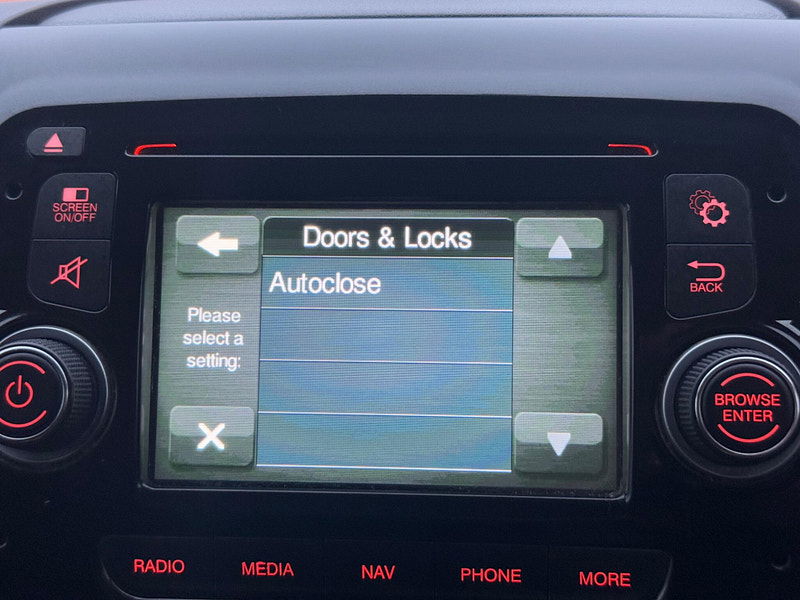 SCREEN
ON/OFF
Doors & Locks
Autoclose
Please
select a
setting:
BACK
BROWSE
ENTER
RADIO
MEDIA
NAV
PHONE
MORE